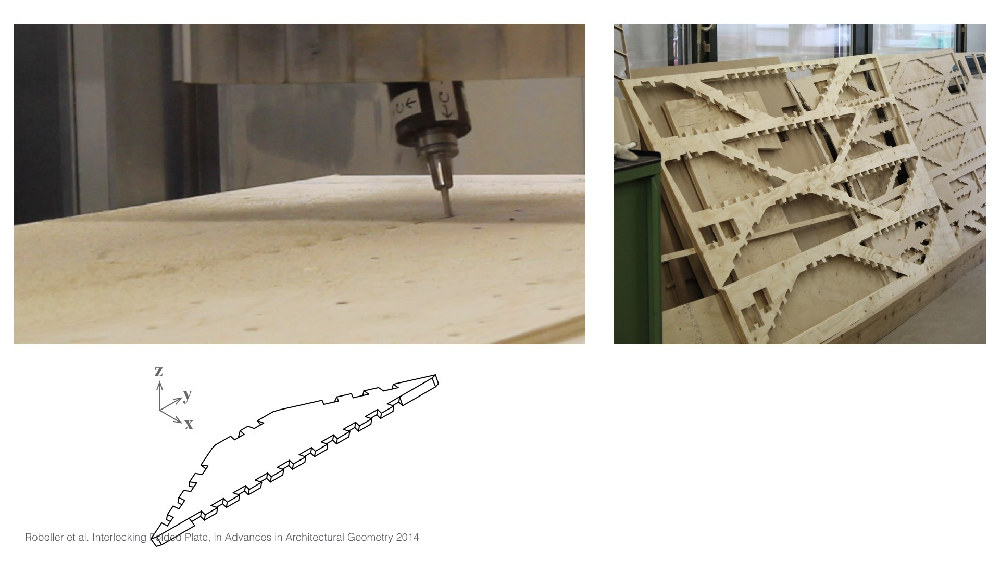 C←
←C
z
y
x
Robeller et al. Interlocking Folded Plate, in Advances in Architectural Geometry 2014